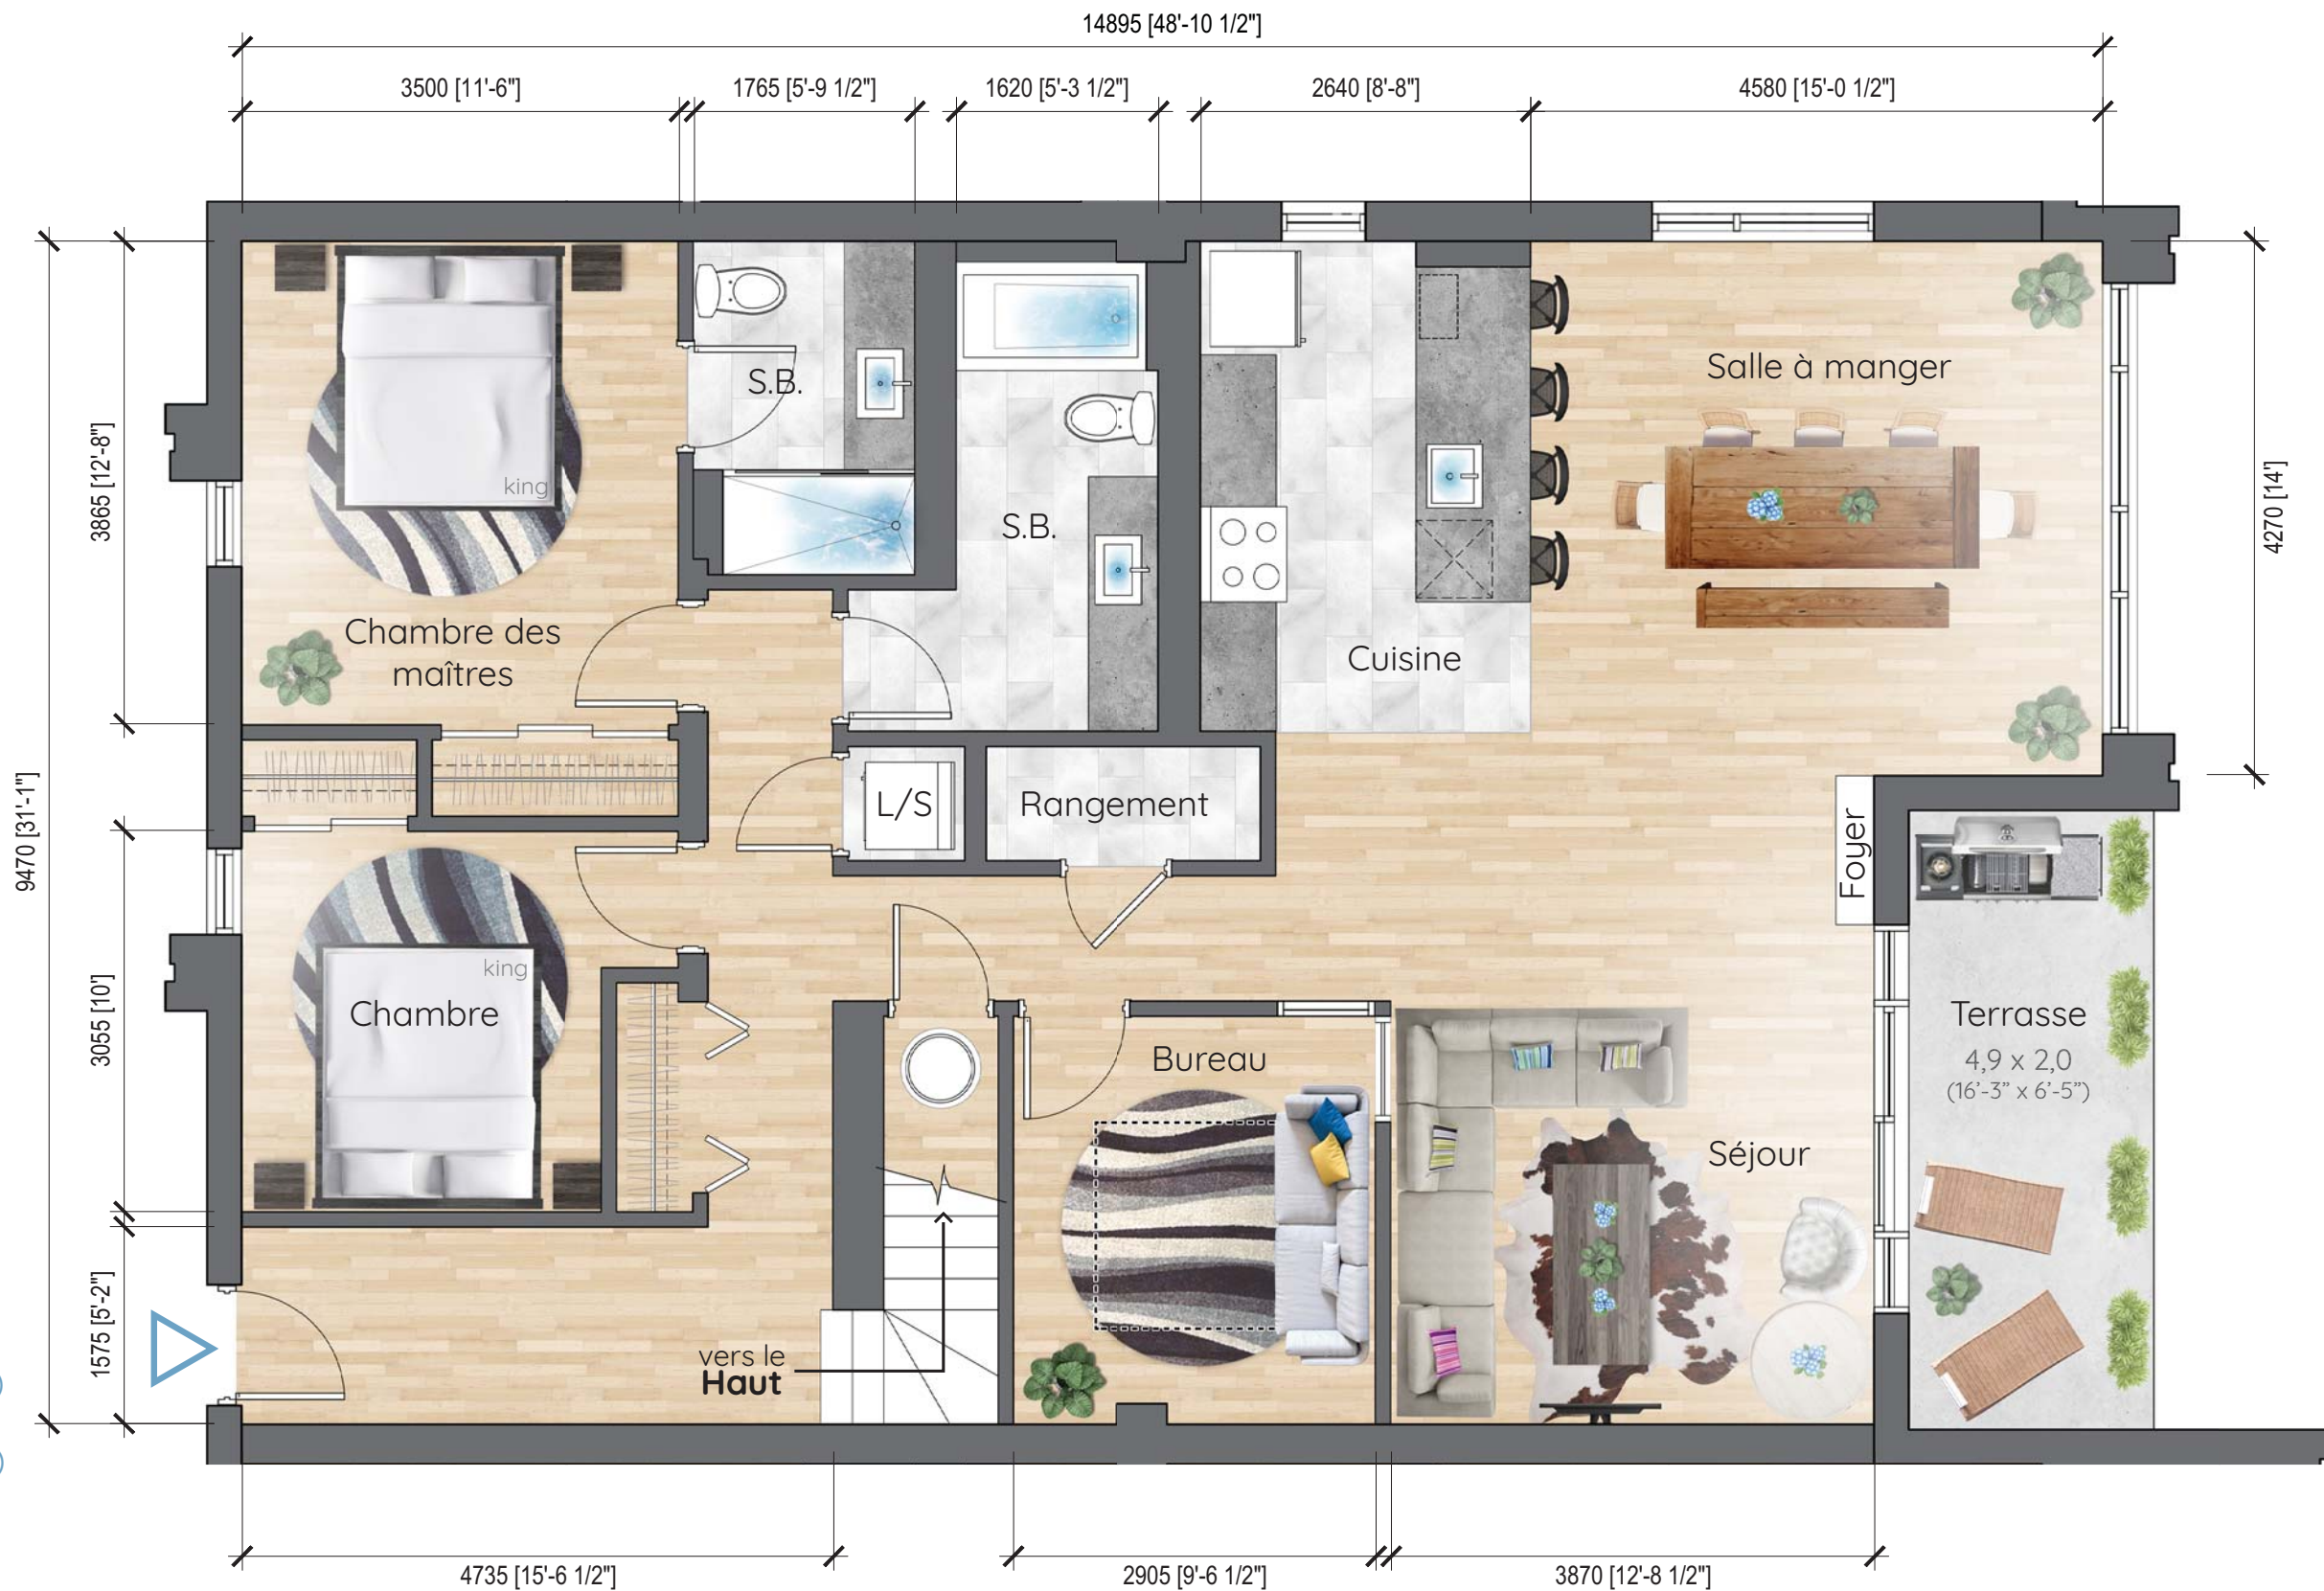 14895 [48'-10 1/2"]
3500 [11'-6"]
1765 [5'-9 1/2"]
1620 [5'-3 1/2"]
2640 [8'-8"]
4580 [15'-0 1/2"]
9470 [31'-1"]
3865 [12'-8"]
3055 [10']
1575 [5'-2"]
4270 [14']
king
Chambre des
maîtres
S.B.
S.B.
Cuisine
Salle à manger
L/S
Rangement
Foyer
king
Chambre
Bureau
Séjour
Terrasse
4,9 x 2,0
(16'-3" x 6'-5")
vers le
Haut
4735 [15'-6 1/2"]
2905 [9'-6 1/2"]
3870 [12'-8 1/2"]